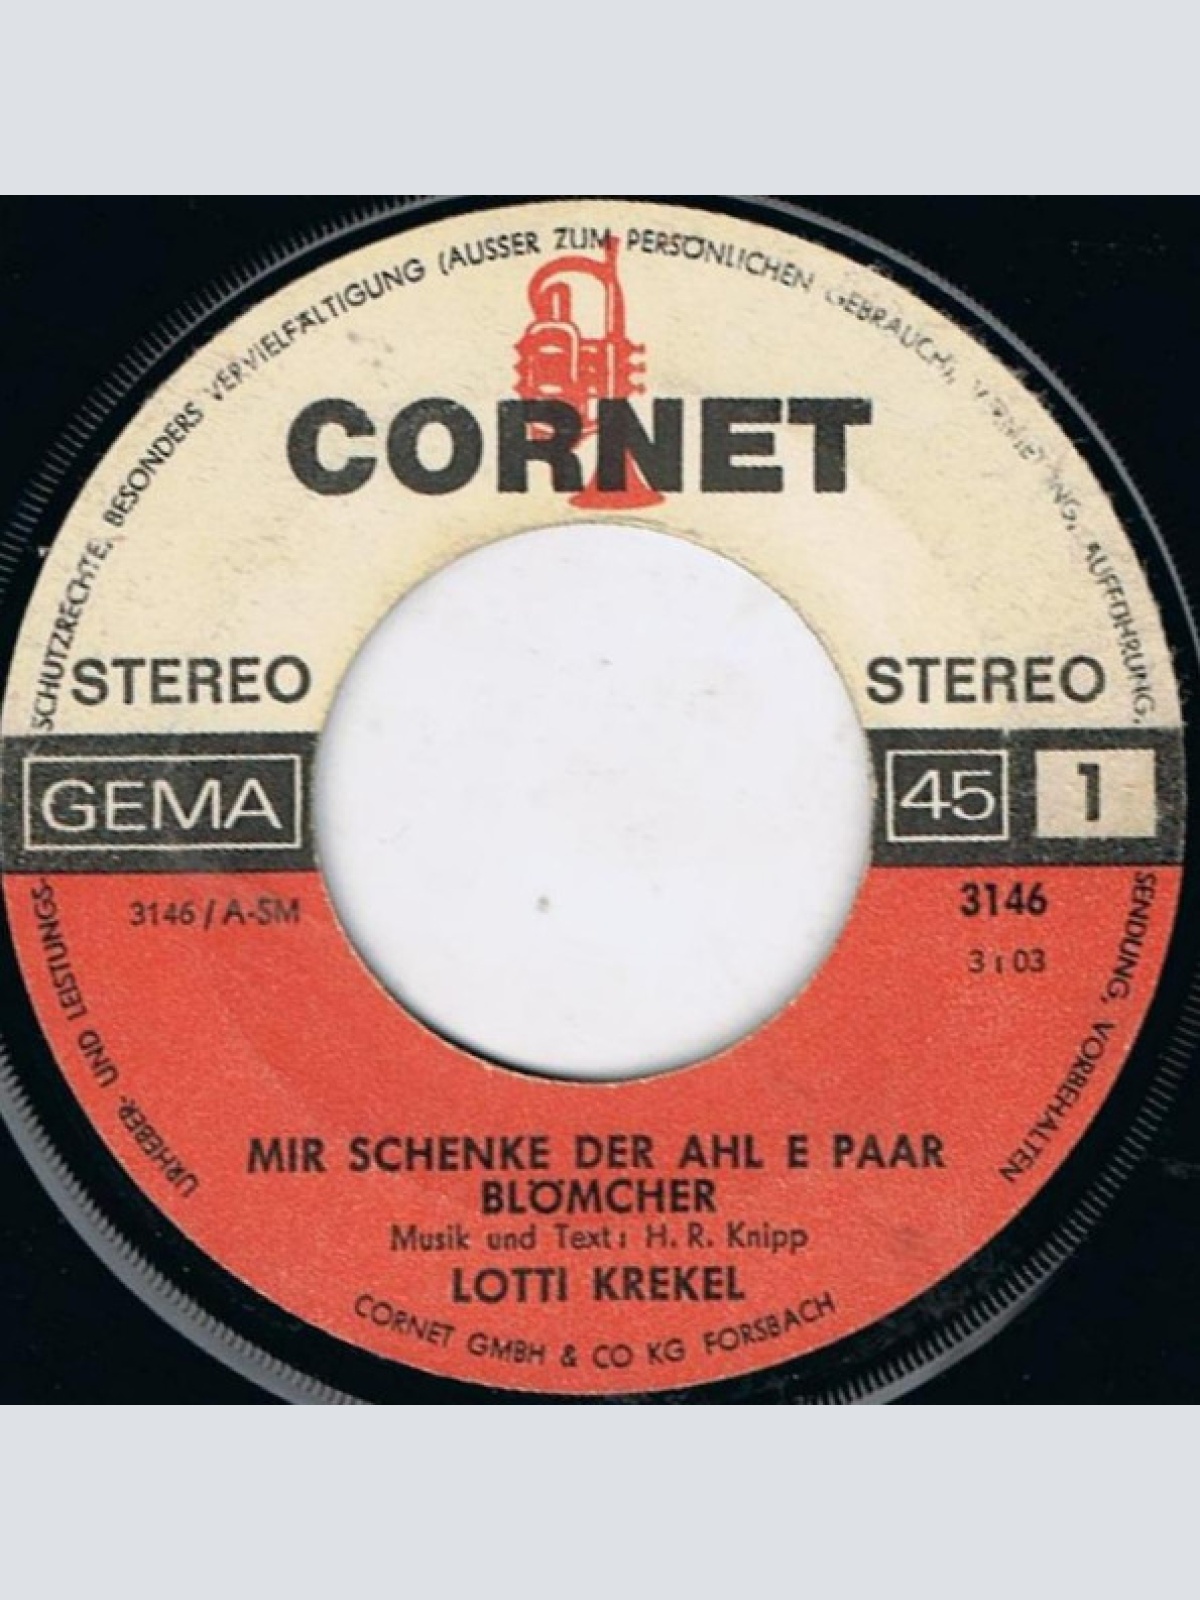 URHEBER- UND LEISTUNGS-SCHUTZRECHTE, BESONDERS VERVIELFÄLTIGUNG (AUSSER ZUM PERSÖNLICHEN GEBRAUCH), VERMIETUNG, AUFFÜHRUNG, SENDUNG, VORBEHALTEN
CORNET
STEREO STEREO
GEMA 45 1
3146 / A-SM 3146
3:03
MIR SCHENKE DER AHL E PAAR
BLÖMCHER
Musik und Text: H. R. Knipp
LOTTI KREKEL
CORNET GMBH & CO KG FORSBACH